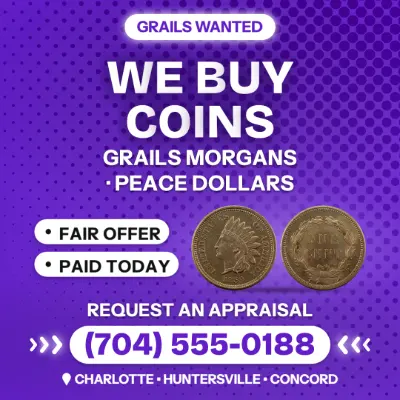 GRAILS WANTED
WE BUY
COINS
GRAILS MORGANS
· PEACE DOLLARS
• FAIR OFFER
• PAID TODAY
REQUEST AN APPRAISAL
››› (704) 555-0188 ‹‹‹
CHARLOTTE • HUNTERSVILLE • CONCORD